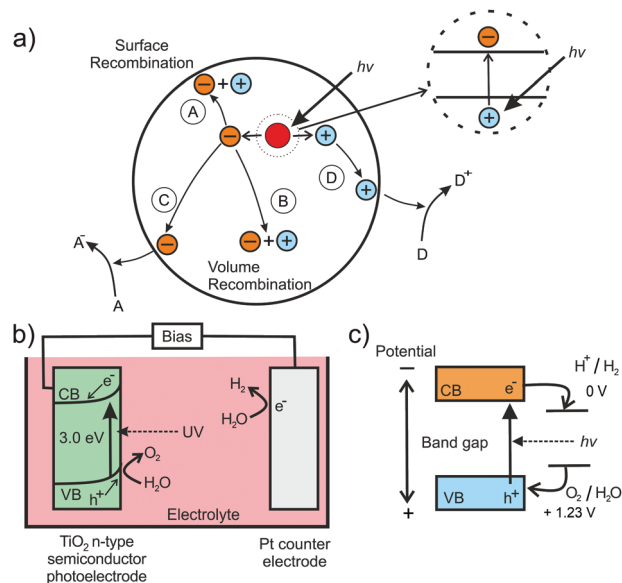 a)
Surface
Recombination
hv
hv
− + +
A
−
+
−
+
D
+
B
C
−
− + +
Volume
Recombination
D+
D
A-
A
b)
Bias
CB
e-
3.0 eV
UV
VB
h+
O2
H2O
H2
H2O
e-
Electrolyte
TiO2 n-type
semiconductor
photoelectrode
Pt counter
electrode
c)
Potential
−
+
CB
e-
H+ / H2
0 V
Band gap
hv
VB
h+
O2 / H2O
+ 1.23 V